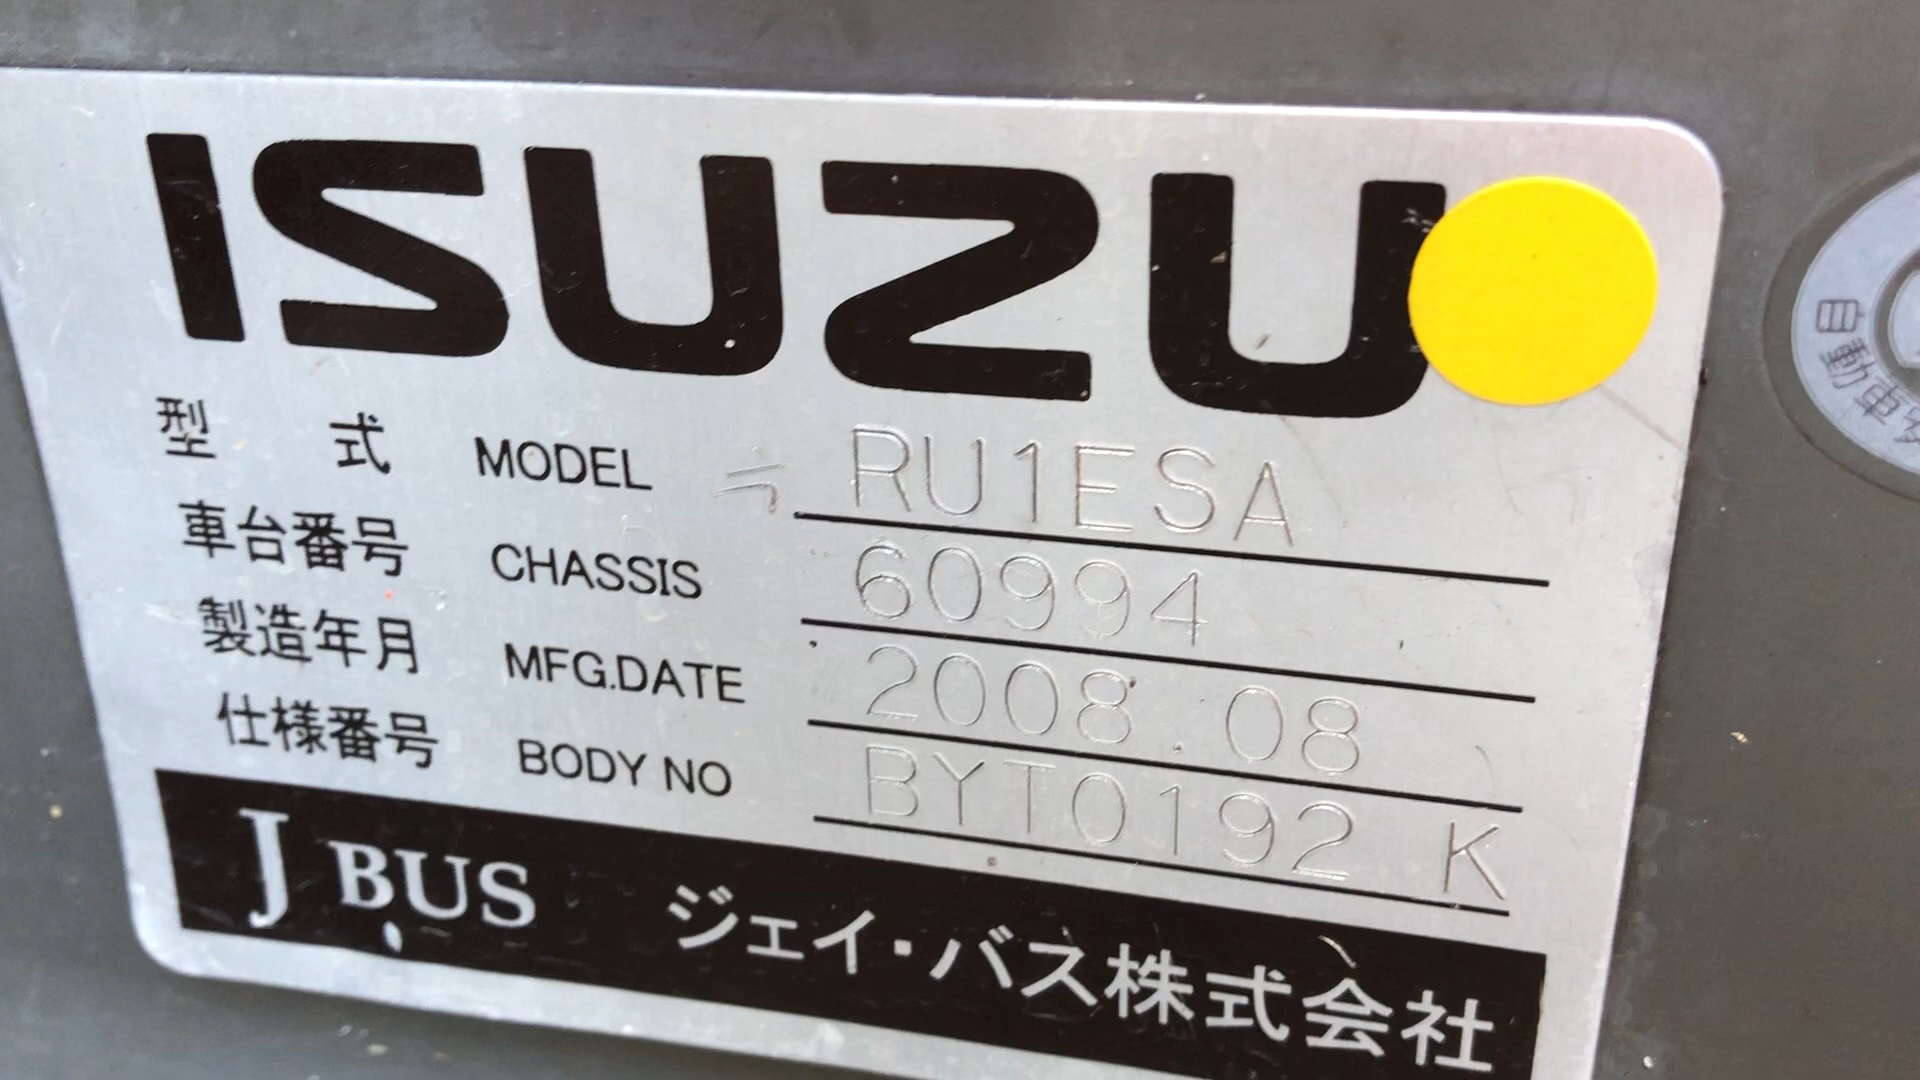 ISUZU
型 式 MODEL RU1ESA
車台番号 CHASSIS 60994
製造年月 MFG.DATE 2008.08
仕様番号 BODY NO BYT0192 K
J BUS ジェイ・バス株式会社
自動車